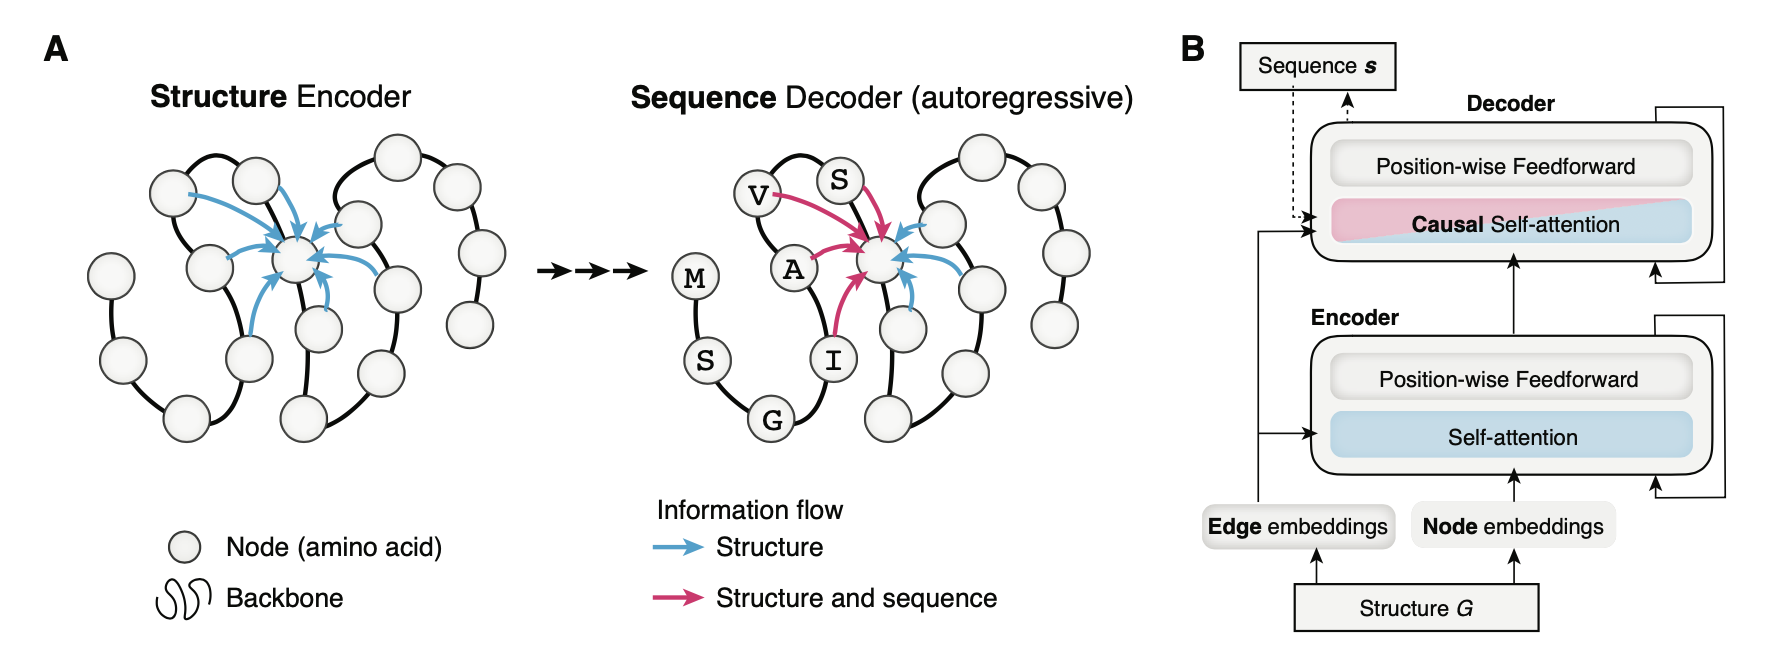 A
Structure Encoder
Sequence Decoder (autoregressive)
V
S
A
M
S
I
G
Node (amino acid)
Backbone
Information flow
Structure
Structure and sequence
B
Sequence s
Decoder
Position-wise Feedforward
Causal Self-attention
Encoder
Position-wise Feedforward
Self-attention
Edge embeddings
Node embeddings
Structure G